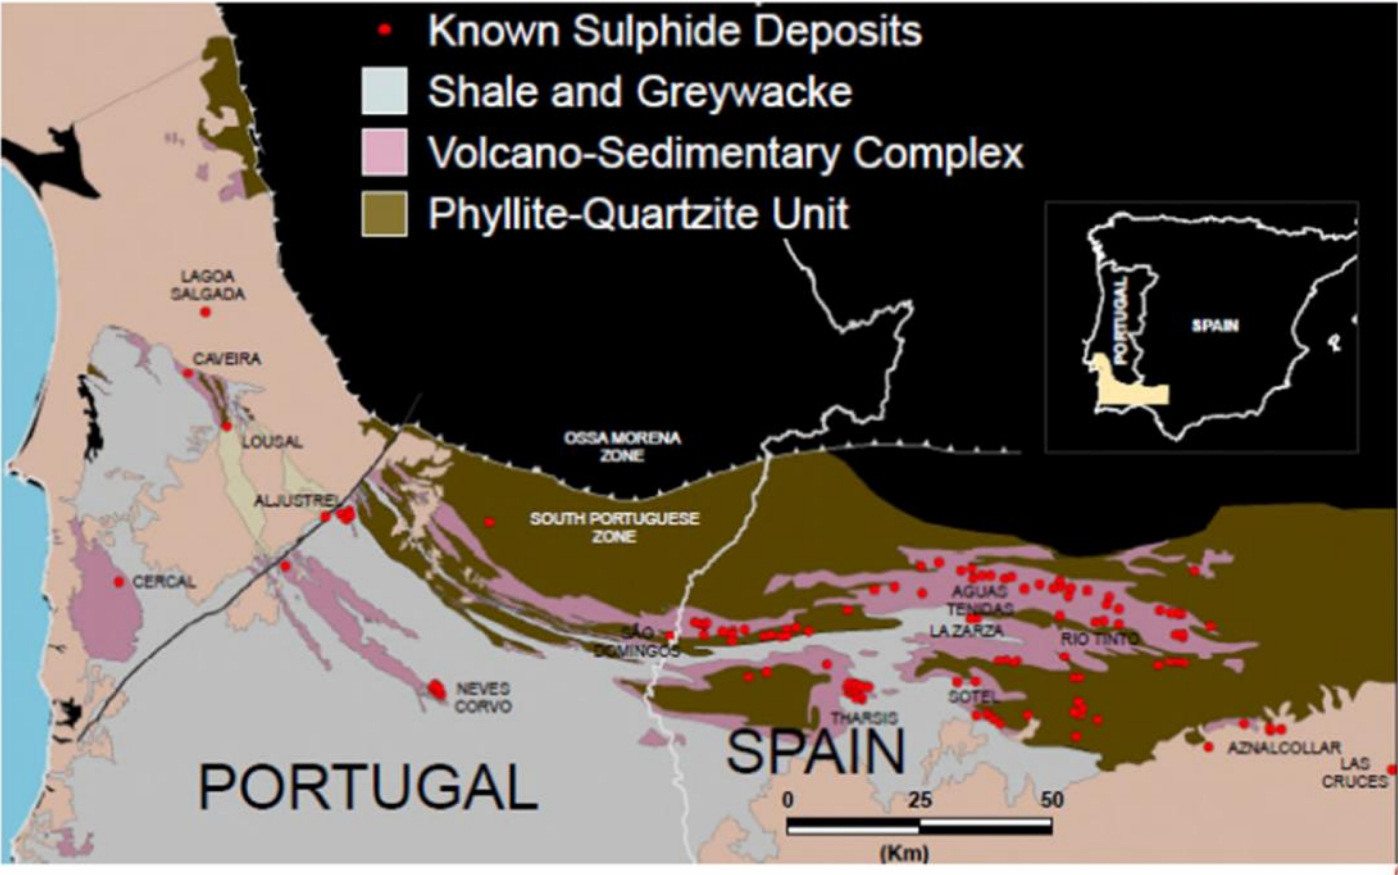 Known Sulphide Deposits
Shale and Greywacke
Volcano-Sedimentary Complex
Phyllite-Quartzite Unit
PORTUGAL
SPAIN
LAGOA
SALGADA
CAVEIRA
LOUSAL
OSSA MORENA
ZONE
ALJUSTREL
SOUTH PORTUGUESE
ZONE
CERCAL
AGUAS
TENIDAS
SÃO
DOMINGOS
LA ZARZA
RIO TINTO
NEVES
CORVO
SOTEL
THARSIS
AZNALCOLLAR
LAS
CRUCES
PORTUGAL
SPAIN
0 25 50
(Km)